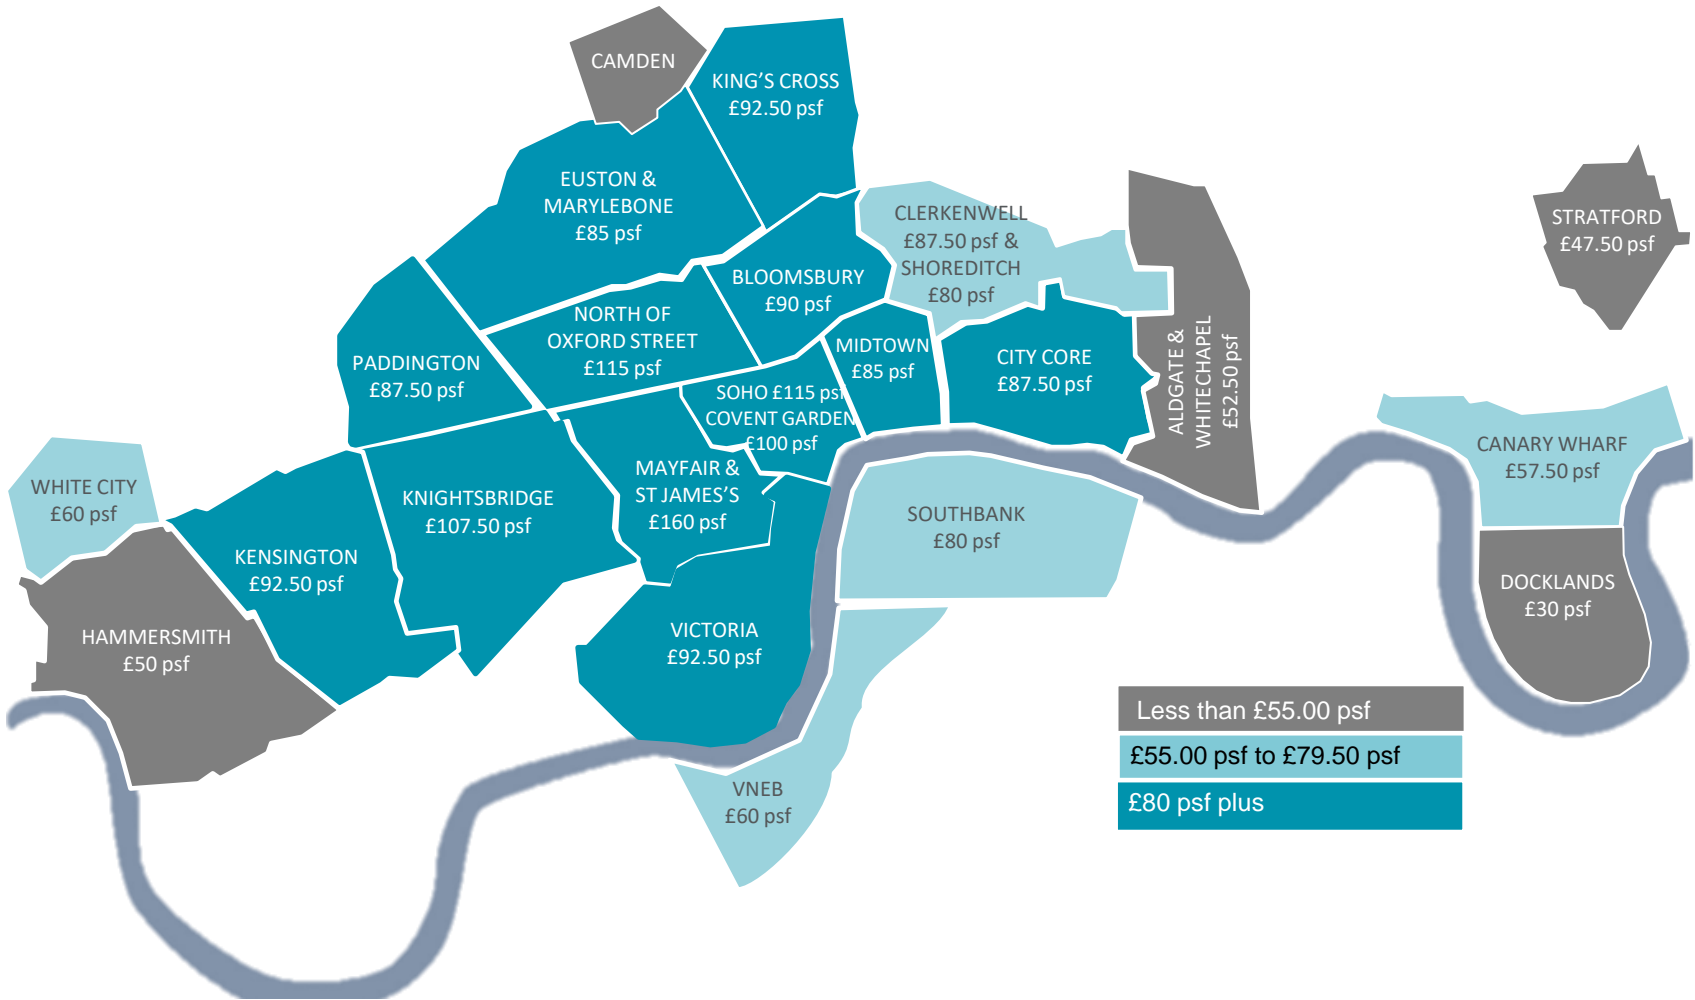 CAMDEN
KING’S CROSS
£92.50 psf
EUSTON &
MARYLEBONE
£85 psf
CLERKENWELL
£87.50 psf &
SHOREDITCH
£80 psf
STRATFORD
£47.50 psf
BLOOMSBURY
£90 psf
NORTH OF
OXFORD STREET
£115 psf
PADDINGTON
£87.50 psf
MIDTOWN
£85 psf
CITY CORE
£87.50 psf
ALDGATE &
WHITECHAPEL
£52.50 psf
SOHO £115 psf
COVENT GARDEN
£100 psf
CANARY WHARF
£57.50 psf
MAYFAIR &
ST JAMES’S
£160 psf
KNIGHTSBRIDGE
£107.50 psf
WHITE CITY
£60 psf
SOUTHBANK
£80 psf
KENSINGTON
£92.50 psf
DOCKLANDS
£30 psf
HAMMERSMITH
£50 psf
VICTORIA
£92.50 psf
VNEB
£60 psf
Less than £55.00 psf
£55.00 psf to £79.50 psf
£80 psf plus